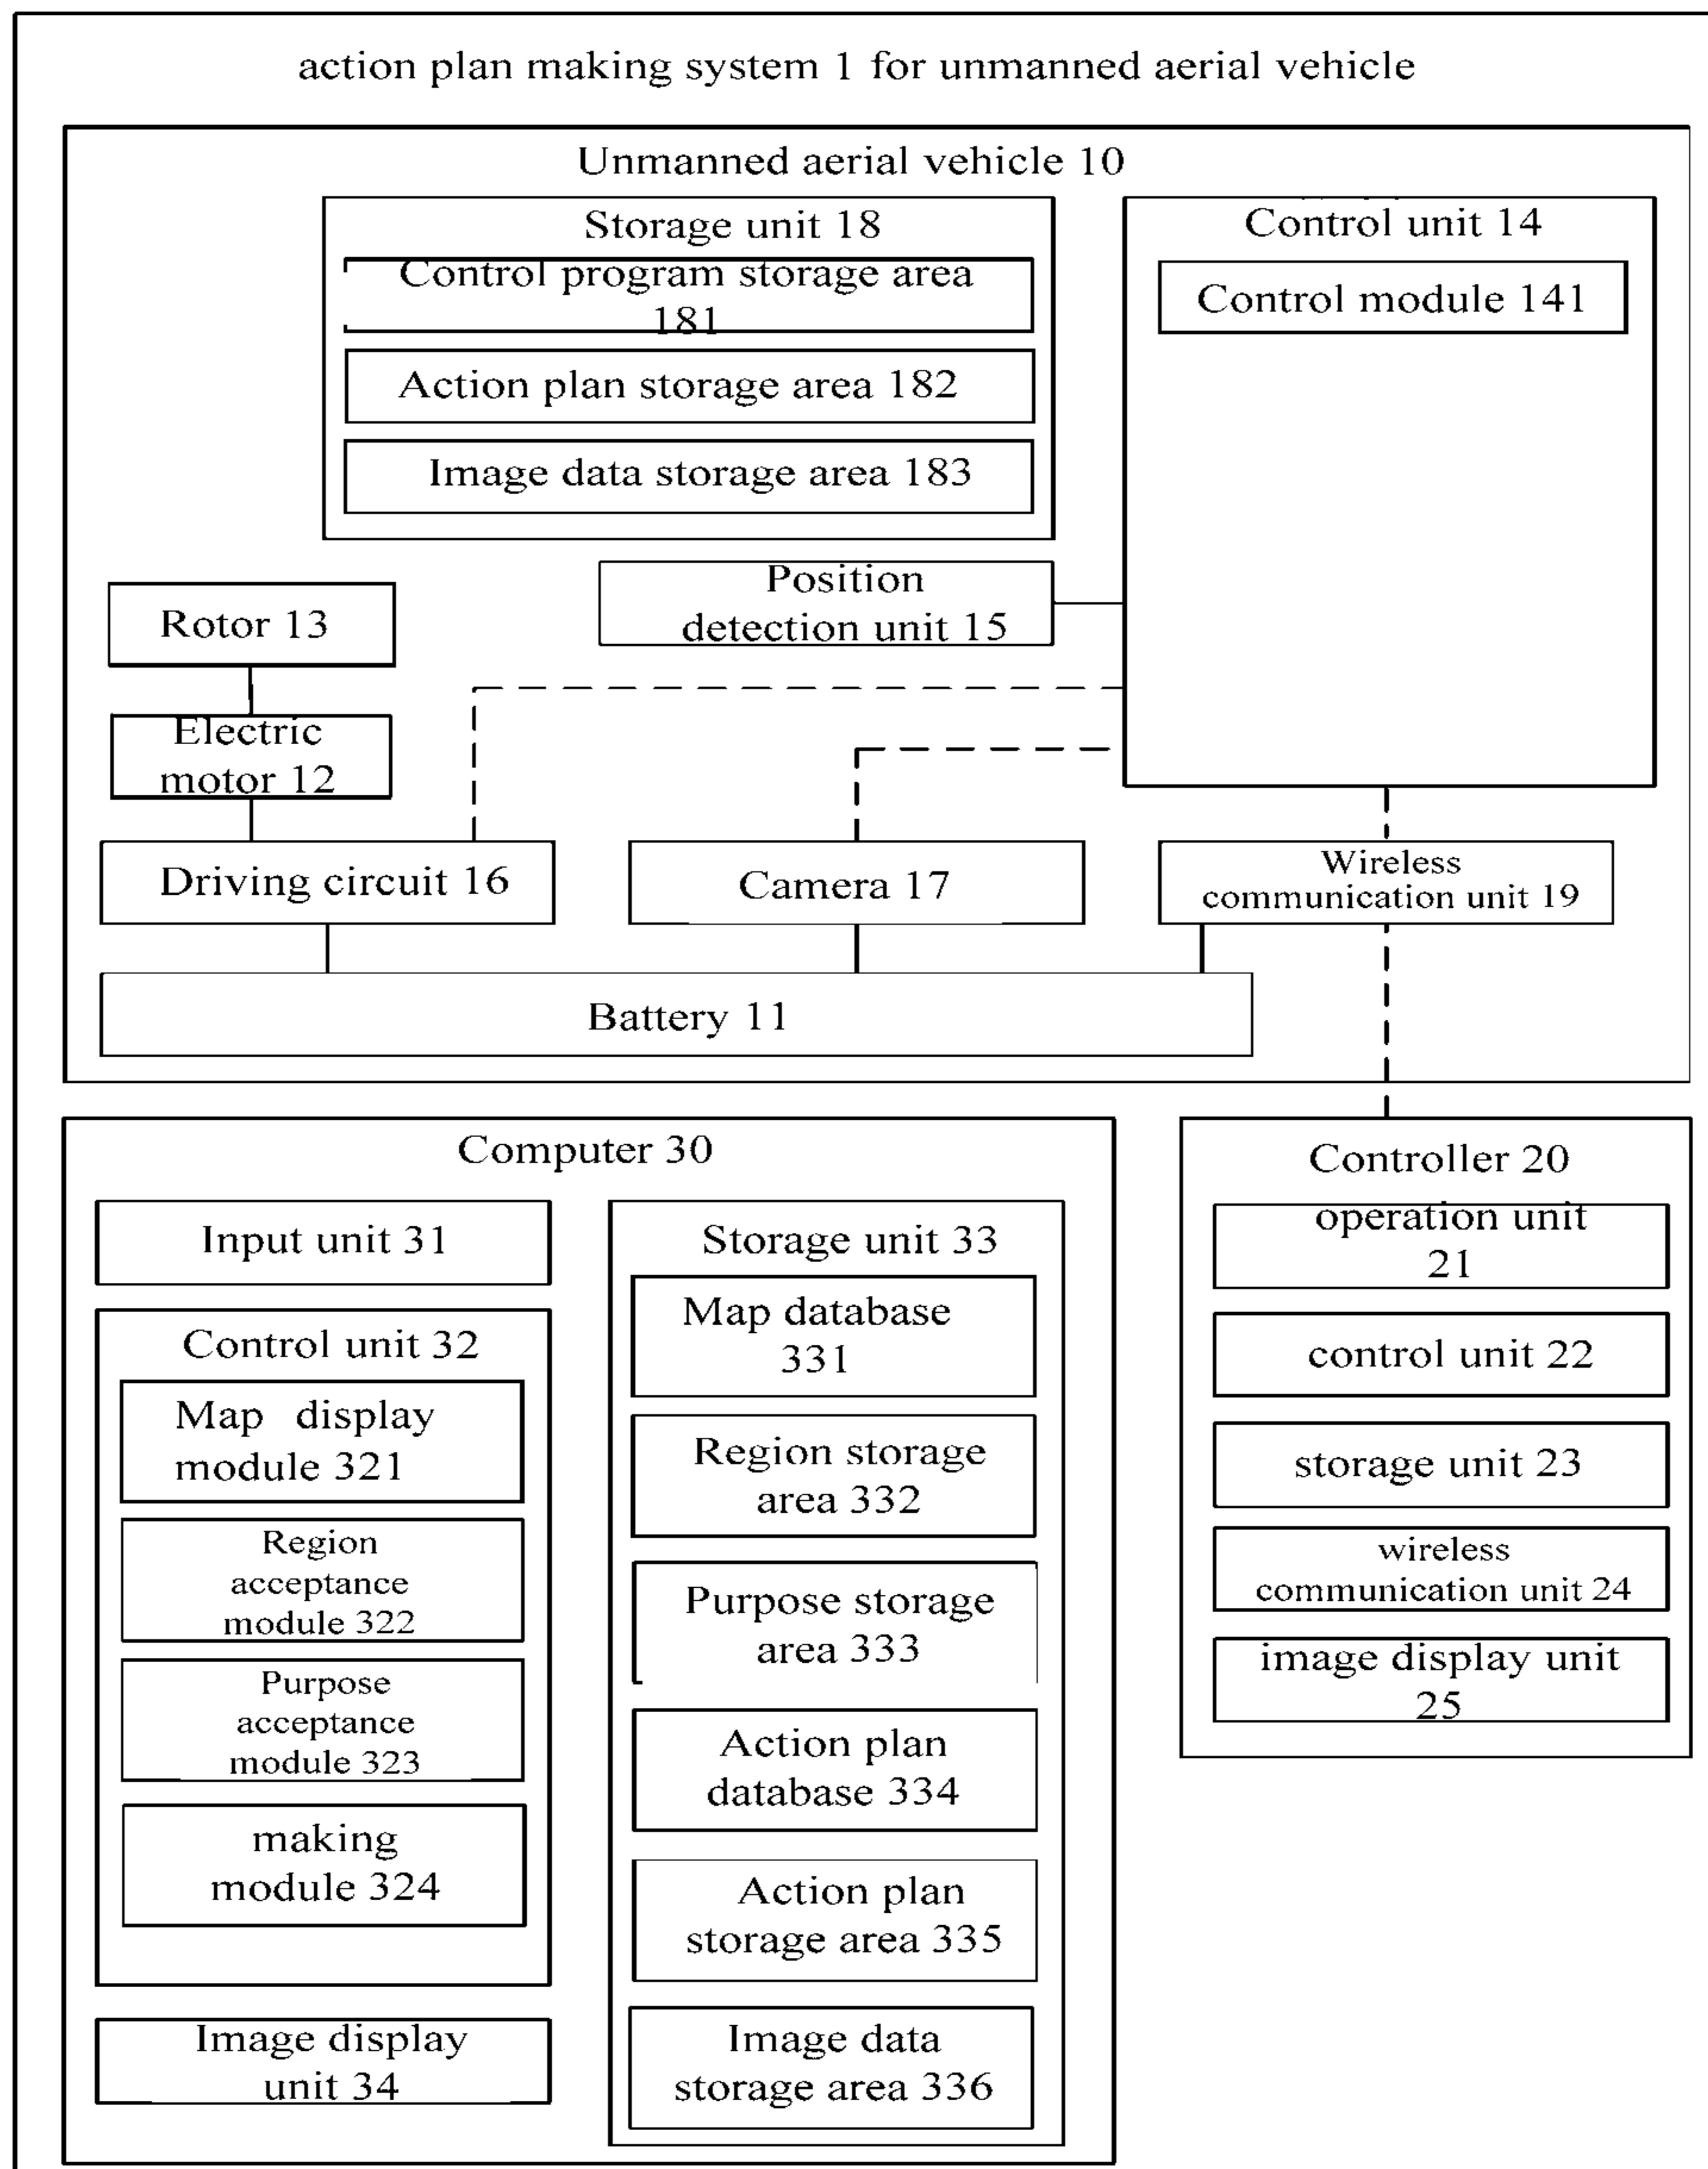 action plan making system 1 for unmanned aerial vehicle
Unmanned aerial vehicle 10
Storage unit 18
Control program storage area
181
Action plan storage area 182
Image data storage area 183
Control unit 14
Control module 141
Position
detection unit 15
Rotor 13
Electric
motor 12
Driving circuit 16
Camera 17
Wireless
communication unit 19
Battery 11
Computer 30
Input unit 31
Control unit 32
Map display
module 321
Region
acceptance
module 322
Purpose
acceptance
module 323
making
module 324
Image display
unit 34
Storage unit 33
Map database
331
Region storage
area 332
Purpose storage
area 333
Action plan
database 334
Action plan
storage area 335
Image data
storage area 336
Controller 20
operation unit
21
control unit 22
storage unit 23
wireless
communication unit 24
image display unit
25